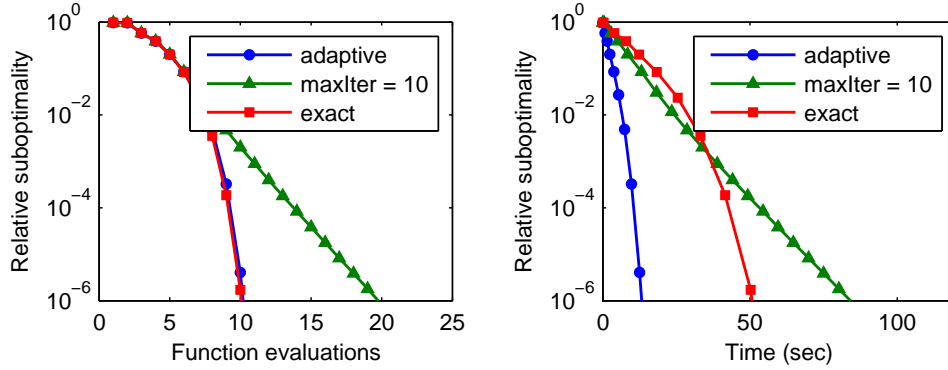 10^0
10^-2
10^-4
10^-6
Relative suboptimality
0 5 10 15 20 25
Function evaluations
adaptive
maxIter = 10
exact
10^0
10^-2
10^-4
10^-6
Relative suboptimality
0 50 100
Time (sec)
adaptive
maxIter = 10
exact